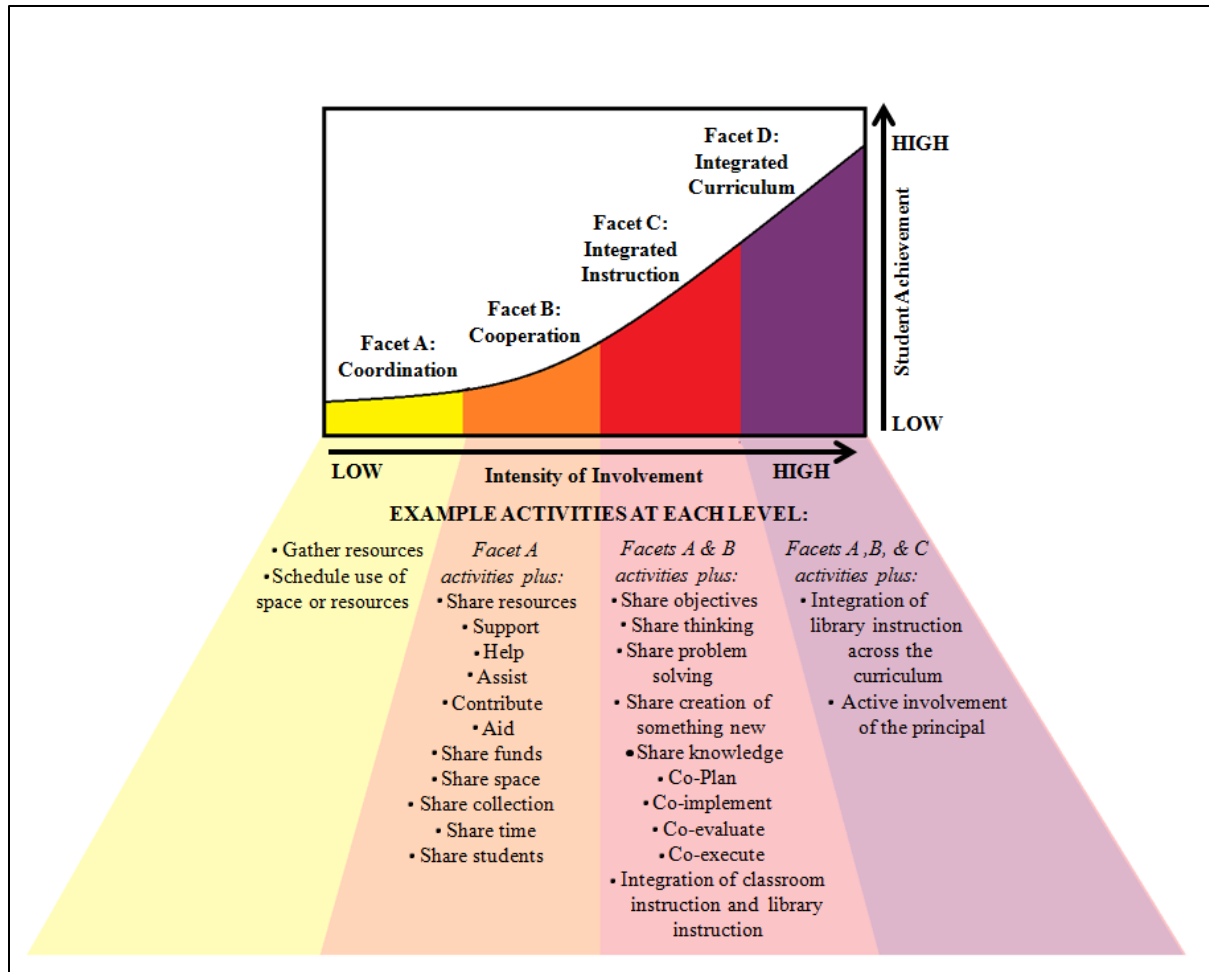 Facet D:
Integrated
Curriculum
Facet C:
Integrated
Instruction
Facet B:
Cooperation
Facet A:
Coordination
HIGH
Student Achievement
LOW
LOW
Intensity of Involvement
HIGH
EXAMPLE ACTIVITIES AT EACH LEVEL:
• Gather resources
• Schedule use of
space or resources
Facet A
activities plus:
• Share resources
• Support
• Help
• Assist
• Contribute
• Aid
• Share funds
• Share space
• Share collection
• Share time
• Share students
Facets A & B
activities plus:
• Share objectives
• Share thinking
• Share problem
solving
• Share creation of
something new
• Share knowledge
• Co-Plan
• Co-implement
• Co-evaluate
• Co-execute
• Integration of classroom
instruction and library
instruction
Facets A ,B, & C
activities plus:
• Integration of
library instruction
across the
curriculum
• Active involvement
of the principal